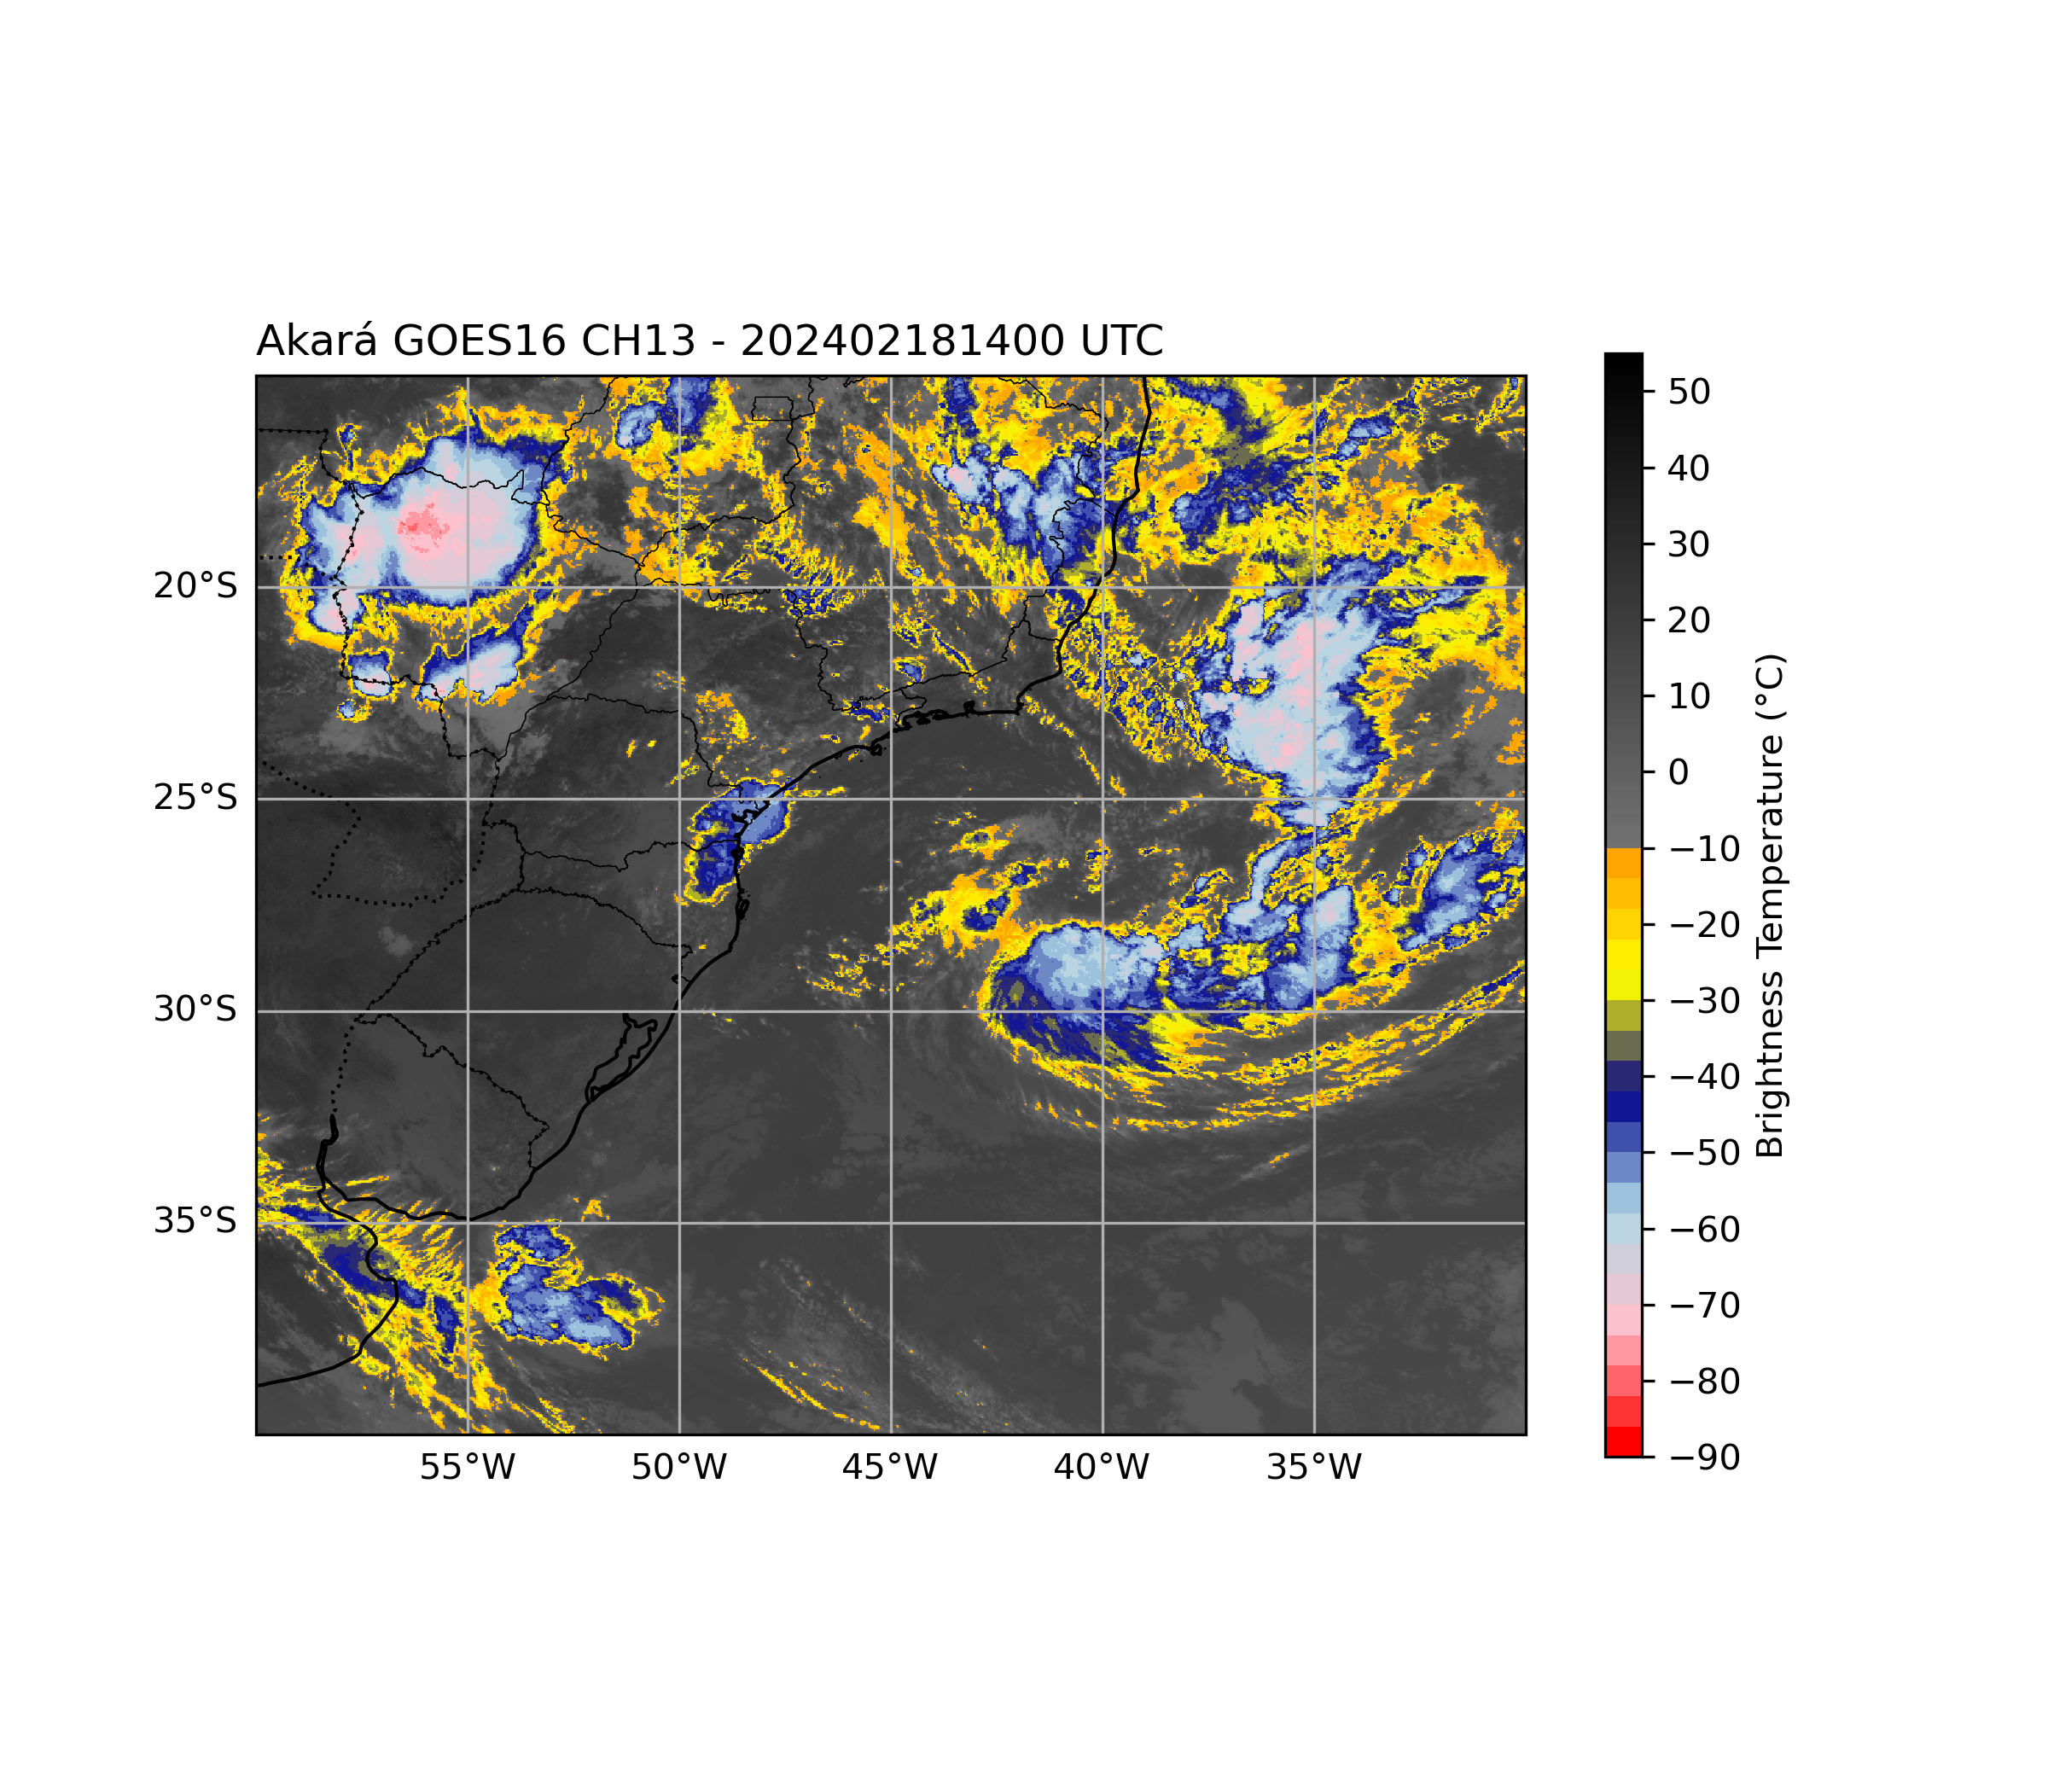 Akará GOES16 CH13 - 202402181400 UTC
20°S
25°S
30°S
35°S
55°W
50°W
45°W
40°W
35°W
50
40
30
20
10
0
−10
−20
−30
−40
−50
−60
−70
−80
−90
Brightness Temperature (°C)